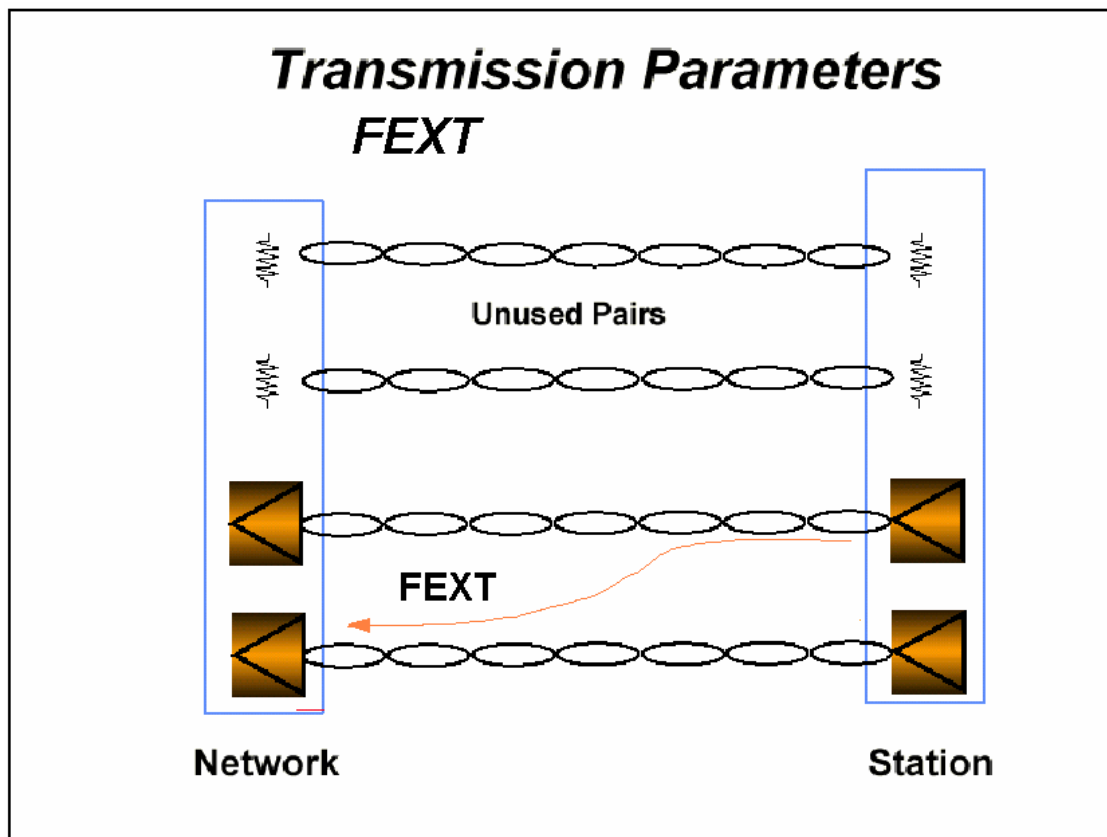 Transmission Parameters
FEXT
Unused Pairs
FEXT
Network
Station